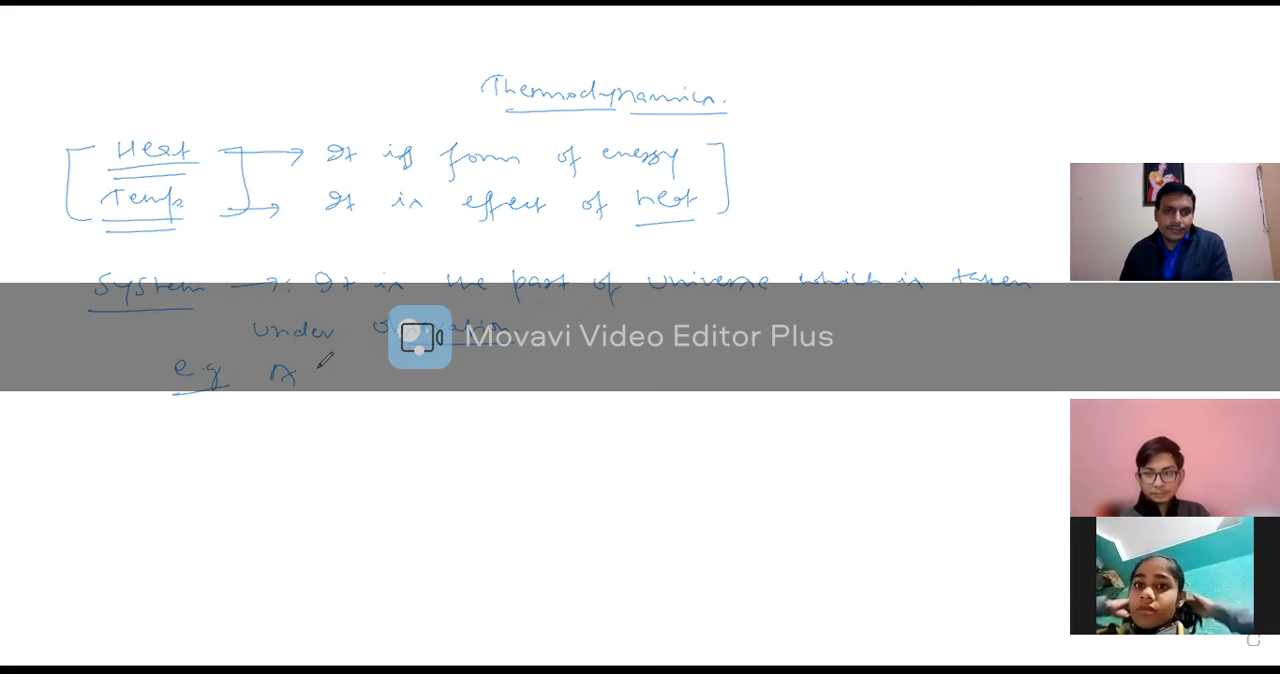 Thermodynamics.
Heat → It is form of energy
Temp → It is effect of Heat
System →: It is the part of universe which is taken
under
Movavi Video Editor Plus
e.g A